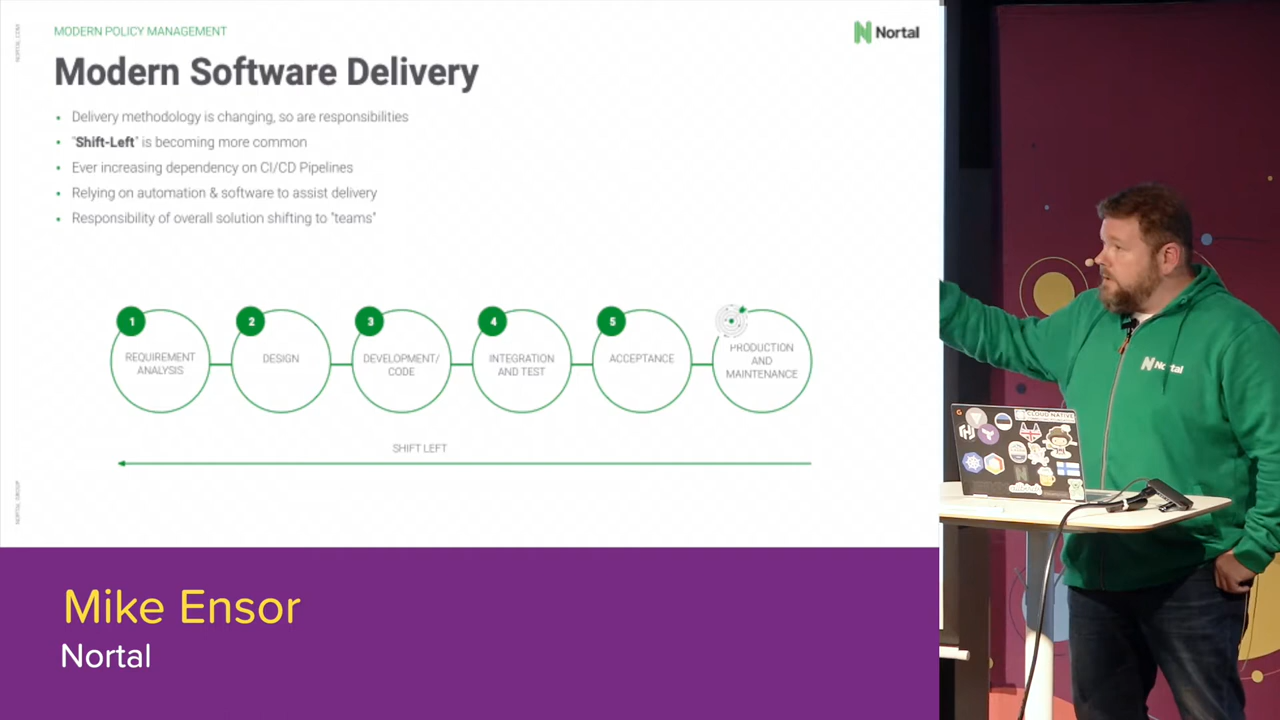 MODERN POLICY MANAGEMENT
Nortal
Modern Software Delivery
• Delivery methodology is changing, so are responsibilities
• "Shift-Left" is becoming more common
• Ever increasing dependency on CI/CD Pipelines
• Relying on automation & software to assist delivery
• Responsibility of overall solution shifting to "teams"
1
REQUIREMENT
ANALYSIS
2
DESIGN
3
DEVELOPMENT/
CODE
4
INTEGRATION
AND TEST
5
ACCEPTANCE
PRODUCTION
AND
MAINTENANCE
SHIFT LEFT
Mike Ensor
Nortal
Nortal
CLOUD NATIVE